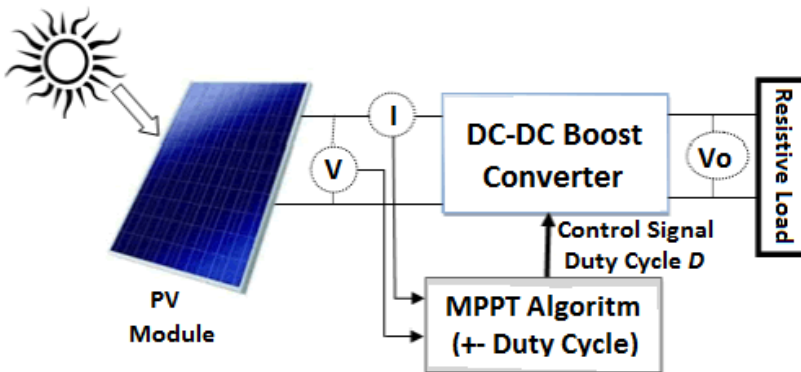 I
V
DC-DC Boost
Converter
Vo
Resistive Load
Control Signal
Duty Cycle D
PV
Module
MPPT Algoritm
(+- Duty Cycle)